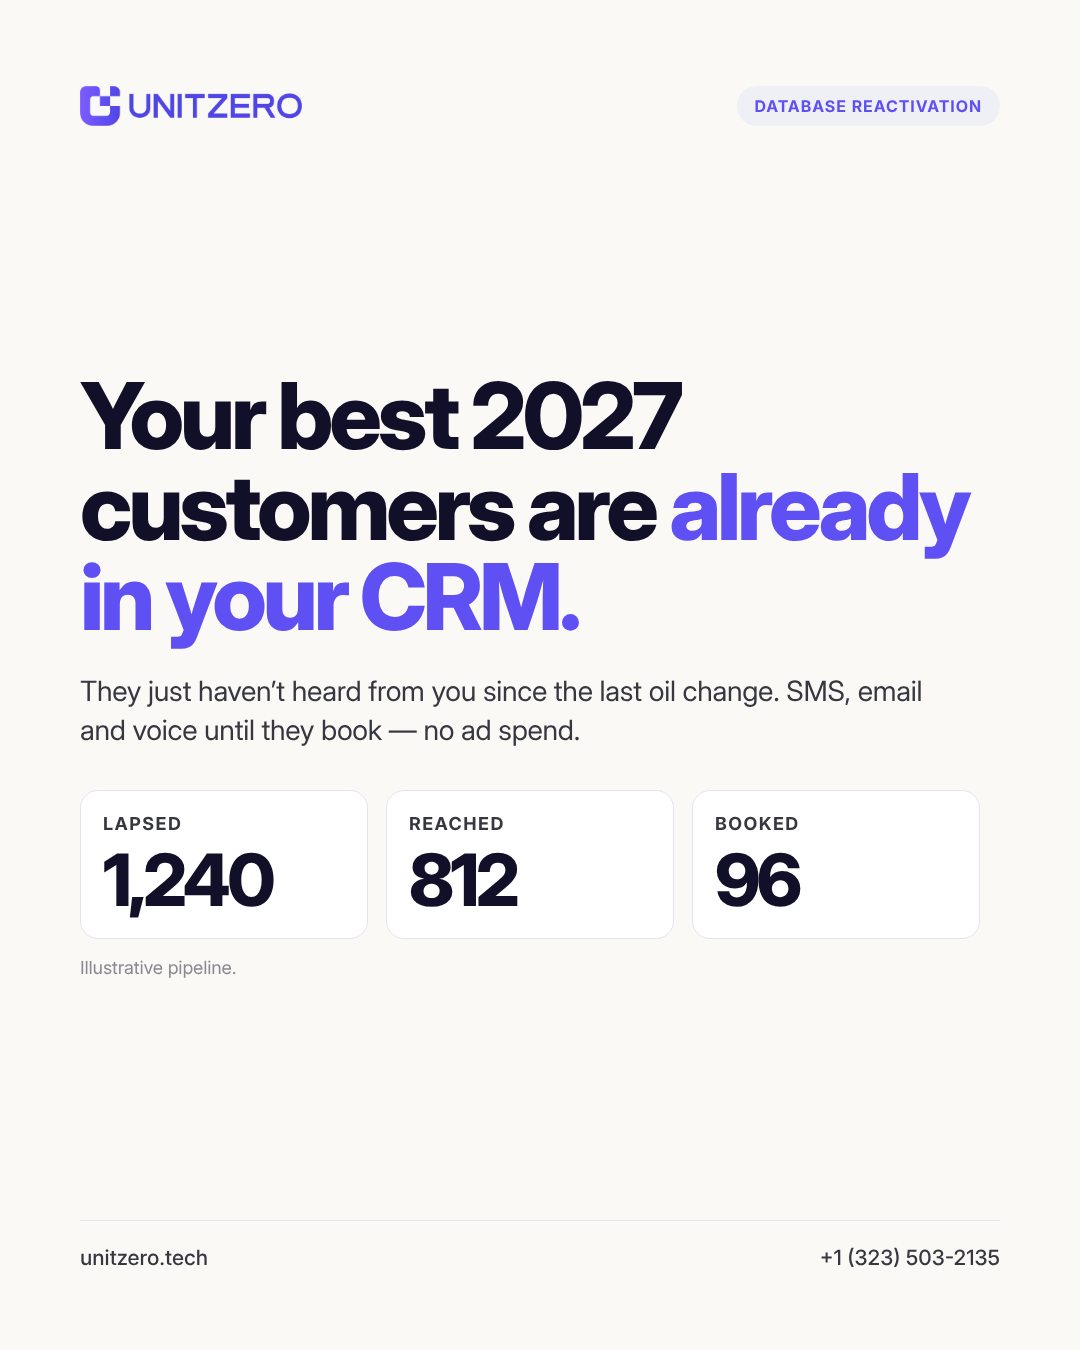 UNITZERO
DATABASE REACTIVATION
Your best 2027
customers are already
in your CRM.
They just haven’t heard from you since the last oil change. SMS, email
and voice until they book — no ad spend.
LAPSED
1,240
REACHED
812
BOOKED
96
Illustrative pipeline.
unitzero.tech
+1 (323) 503-2135